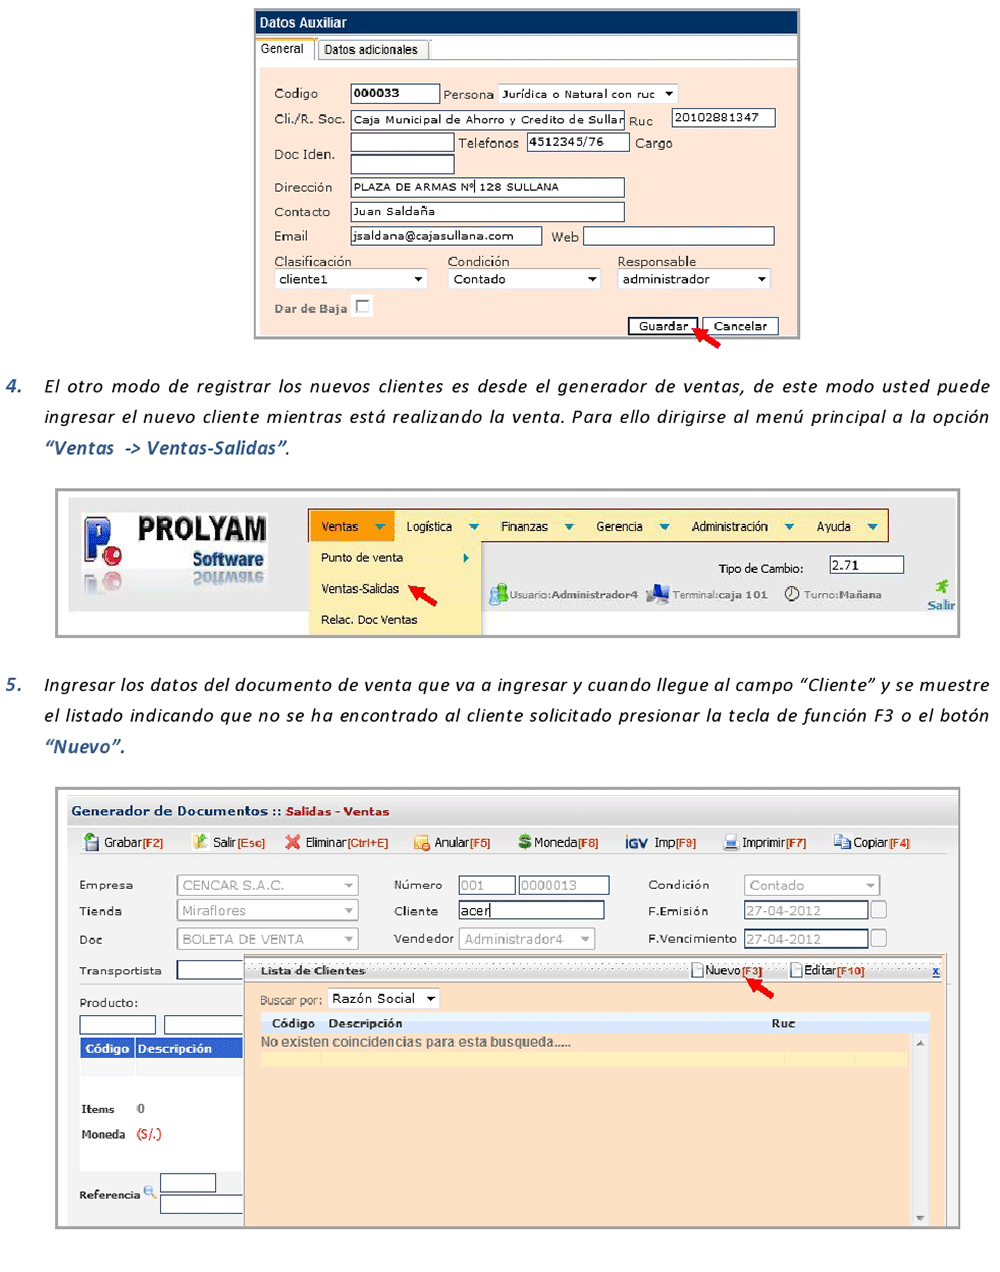 Datos Auxiliar
General Datos adicionales
Codigo 000033 Persona Jurídica o Natural con ruc
Cli./R. Soc. Caja Municipal de Ahorro y Credito de Sullar Ruc 20102881347
Telefonos 4512345/76 Cargo
Doc Iden.
Dirección PLAZA DE ARMAS Nº 128 SULLANA
Contacto Juan Saldaña
Email jsaldana@cajasullana.com Web
Clasificación Condición Responsable
cliente1 Contado administrador
Dar de Baja
Guardar Cancelar
4. El otro modo de registrar los nuevos clientes es desde el generador de ventas, de este modo usted puede
ingresar el nuevo cliente mientras está realizando la venta. Para ello dirigirse al menú principal a la opción
“Ventas -> Ventas-Salidas”.
PROLYAM
Software
Ventas Logística Finanzas Gerencia Administración Ayuda
Punto de venta
Tipo de Cambio: 2.71
Ventas-Salidas
Usuario:Administrador4 Terminal:caja 101 Turno:Mañana
Salir
Relac. Doc Ventas
5. Ingresar los datos del documento de venta que va a ingresar y cuando llegue al campo “Cliente” y se muestre
el listado indicando que no se ha encontrado al cliente solicitado presionar la tecla de función F3 o el botón
“Nuevo”.
Generador de Documentos :: Salidas - Ventas
Grabar[F2] Salir[Esc] Eliminar[Ctrl+E] Anular[F5] Moneda[F8] IGV Imp[F9] Imprimir[F7] Copiar[F4]
Empresa CENCAR S.A.C. Número 001 0000013 Condición Contado
Tienda Miraflores Cliente acer F.Emisión 27-04-2012
Doc BOLETA DE VENTA Vendedor Administrador4 F.Vencimiento 27-04-2012
Transportista Lista de Clientes Nuevo[F3] Editar[F10] x
Producto: Buscar por: Razón Social
Código Descripción Ruc
Código Descripción No existen coincidencias para esta busqueda.....
Items 0
Moneda (S/.)
Referencia